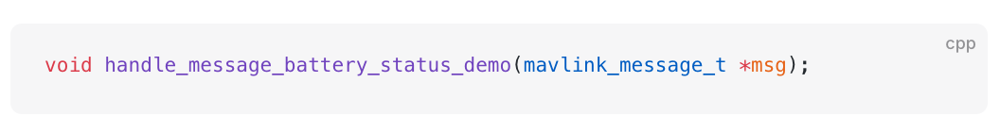 cpp
void handle_message_battery_status_demo(mavlink_message_t *msg);